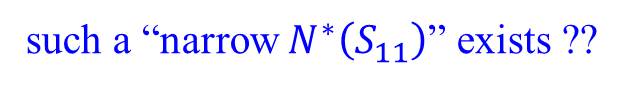 such a “narrow N*(S₁₁)” exists ??